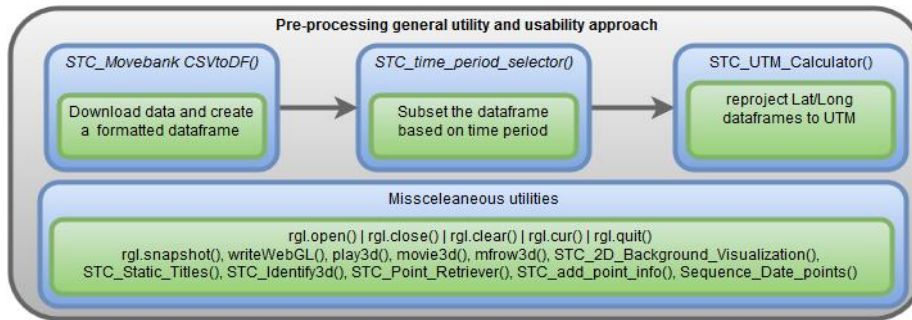 Pre-processing general utility and usability approach
STC_Movebank CSVtoDF()
Download data and create
a formatted dataframe
STC_time_period_selector()
Subset the dataframe
based on time period
STC_UTM_Calculator()
reproject Lat/Long
dataframes to UTM
Missceleaneous utilities
rgl.open() | rgl.close() | rgl.clear() | rgl.cur() | rgl.quit()
rgl.snapshot(), writeWebGL(), play3d(), movie3d(), mfrow3d(), STC_2D_Background_Visualization(),
STC_Static_Titles(), STC_Identify3d(), STC_Point_Retriever(), STC_add_point_info(), Sequence_Date_points()